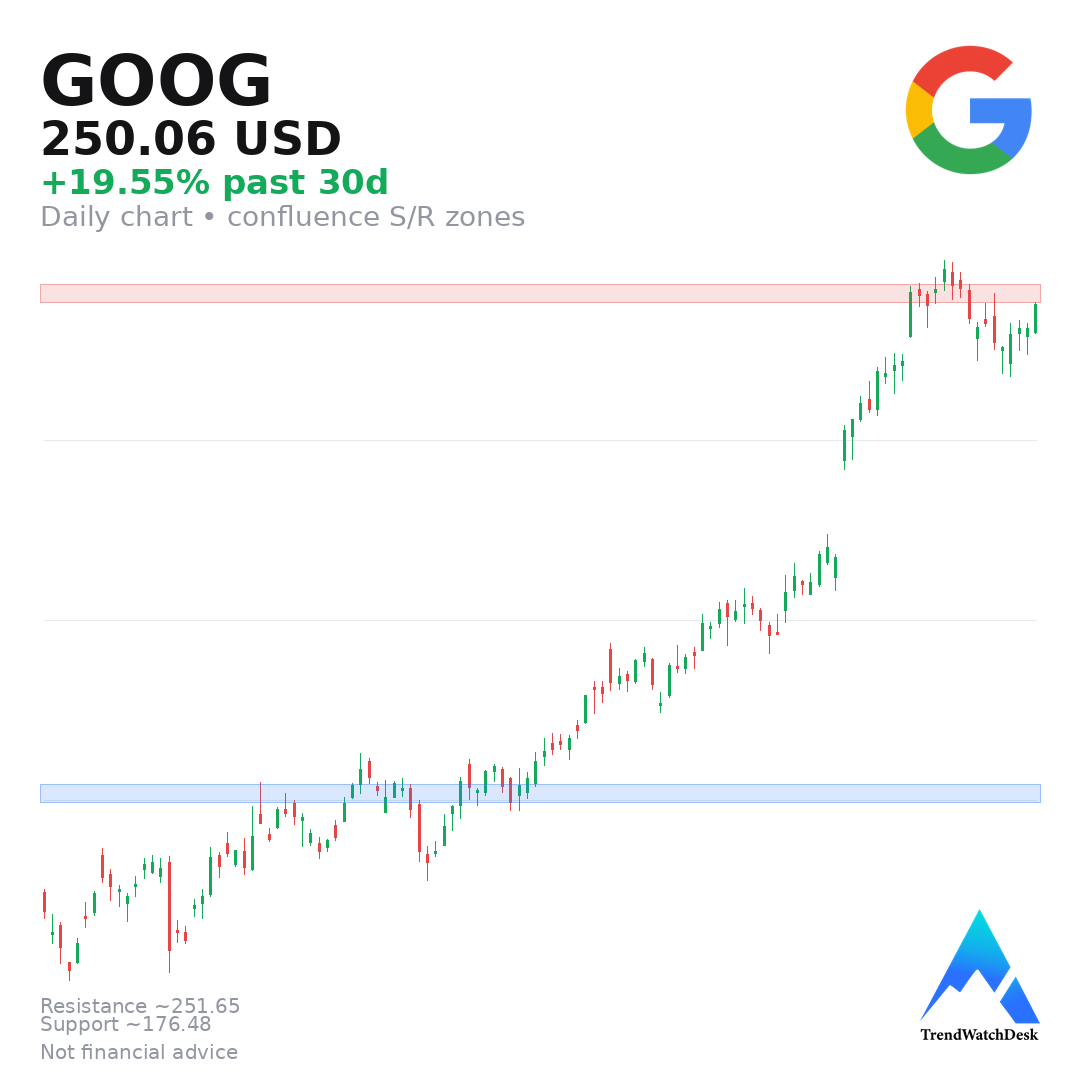 GOOG
250.06 USD
+19.55% past 30d
Daily chart • confluence S/R zones
Resistance ~251.65
Support ~176.48
Not financial advice
TrendWatchDesk